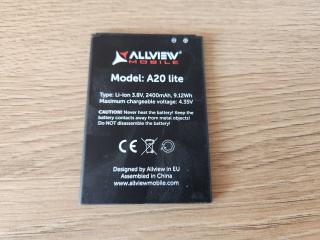 ALLVIEW
MOBILE
Model: A20 lite
Type: Li-Ion 3.8V, 2400mAh, 9.12Wh
Maximum chargeable voltage: 4.35V
CAUTION! Never heat the battery! Keep the
battery contacts away from metal objects!
Do NOT disassemble the battery!
CE
Designed by Allview in EU
Assembled in China
www.allviewmobile.com